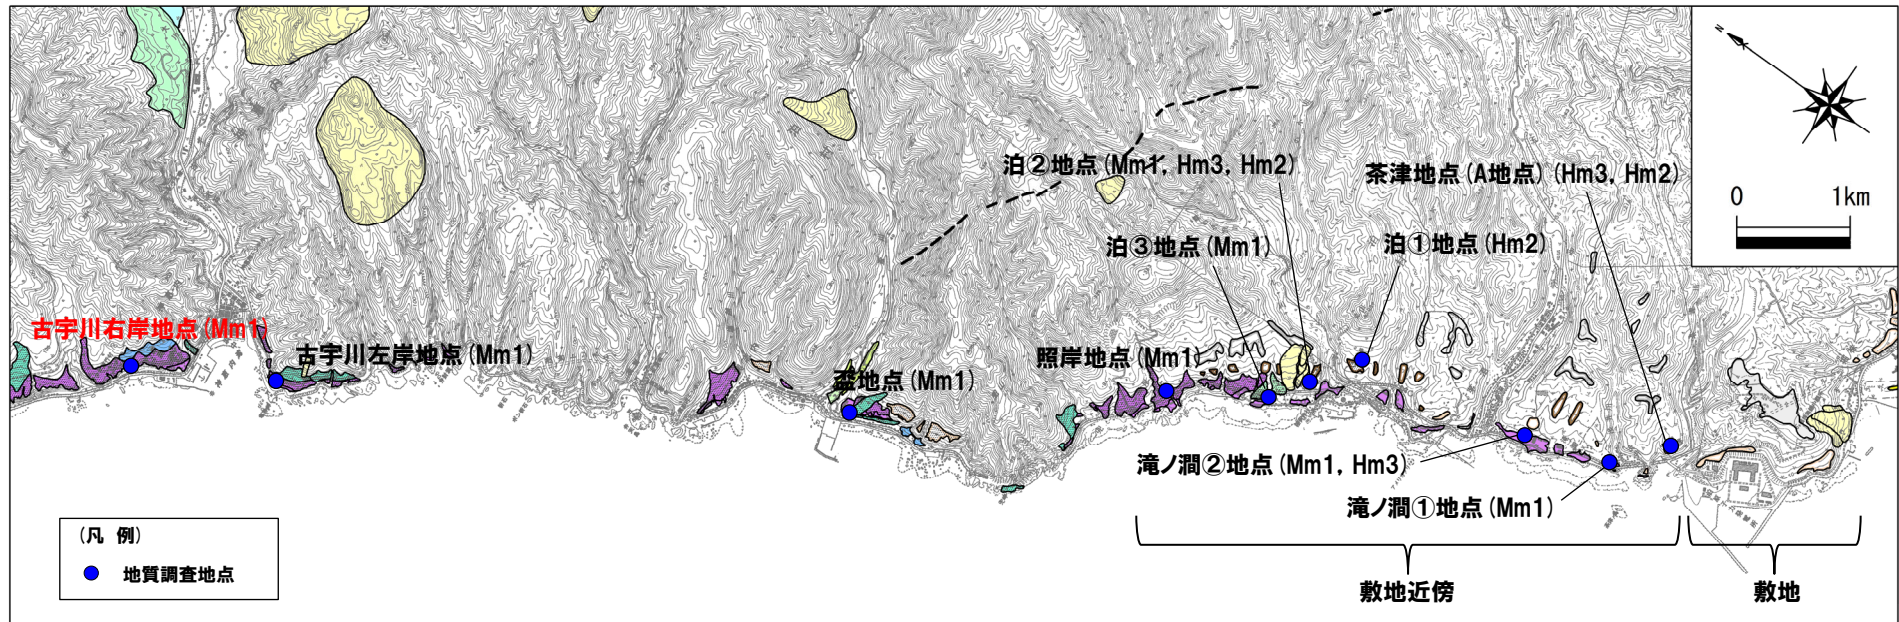 N
0 1km
泊②地点(Mm1, Hm3, Hm2)
茶津地点(A地点)(Hm3, Hm2)
泊③地点(Mm1)
泊①地点(Hm2)
古宇川右岸地点(Mm1)
古宇川左岸地点(Mm1)
盃地点(Mm1)
照岸地点(Mm1)
滝ノ澗②地点(Mm1, Hm3)
滝ノ澗①地点(Mm1)
(凡 例)
地質調査地点
敷地近傍
敷地